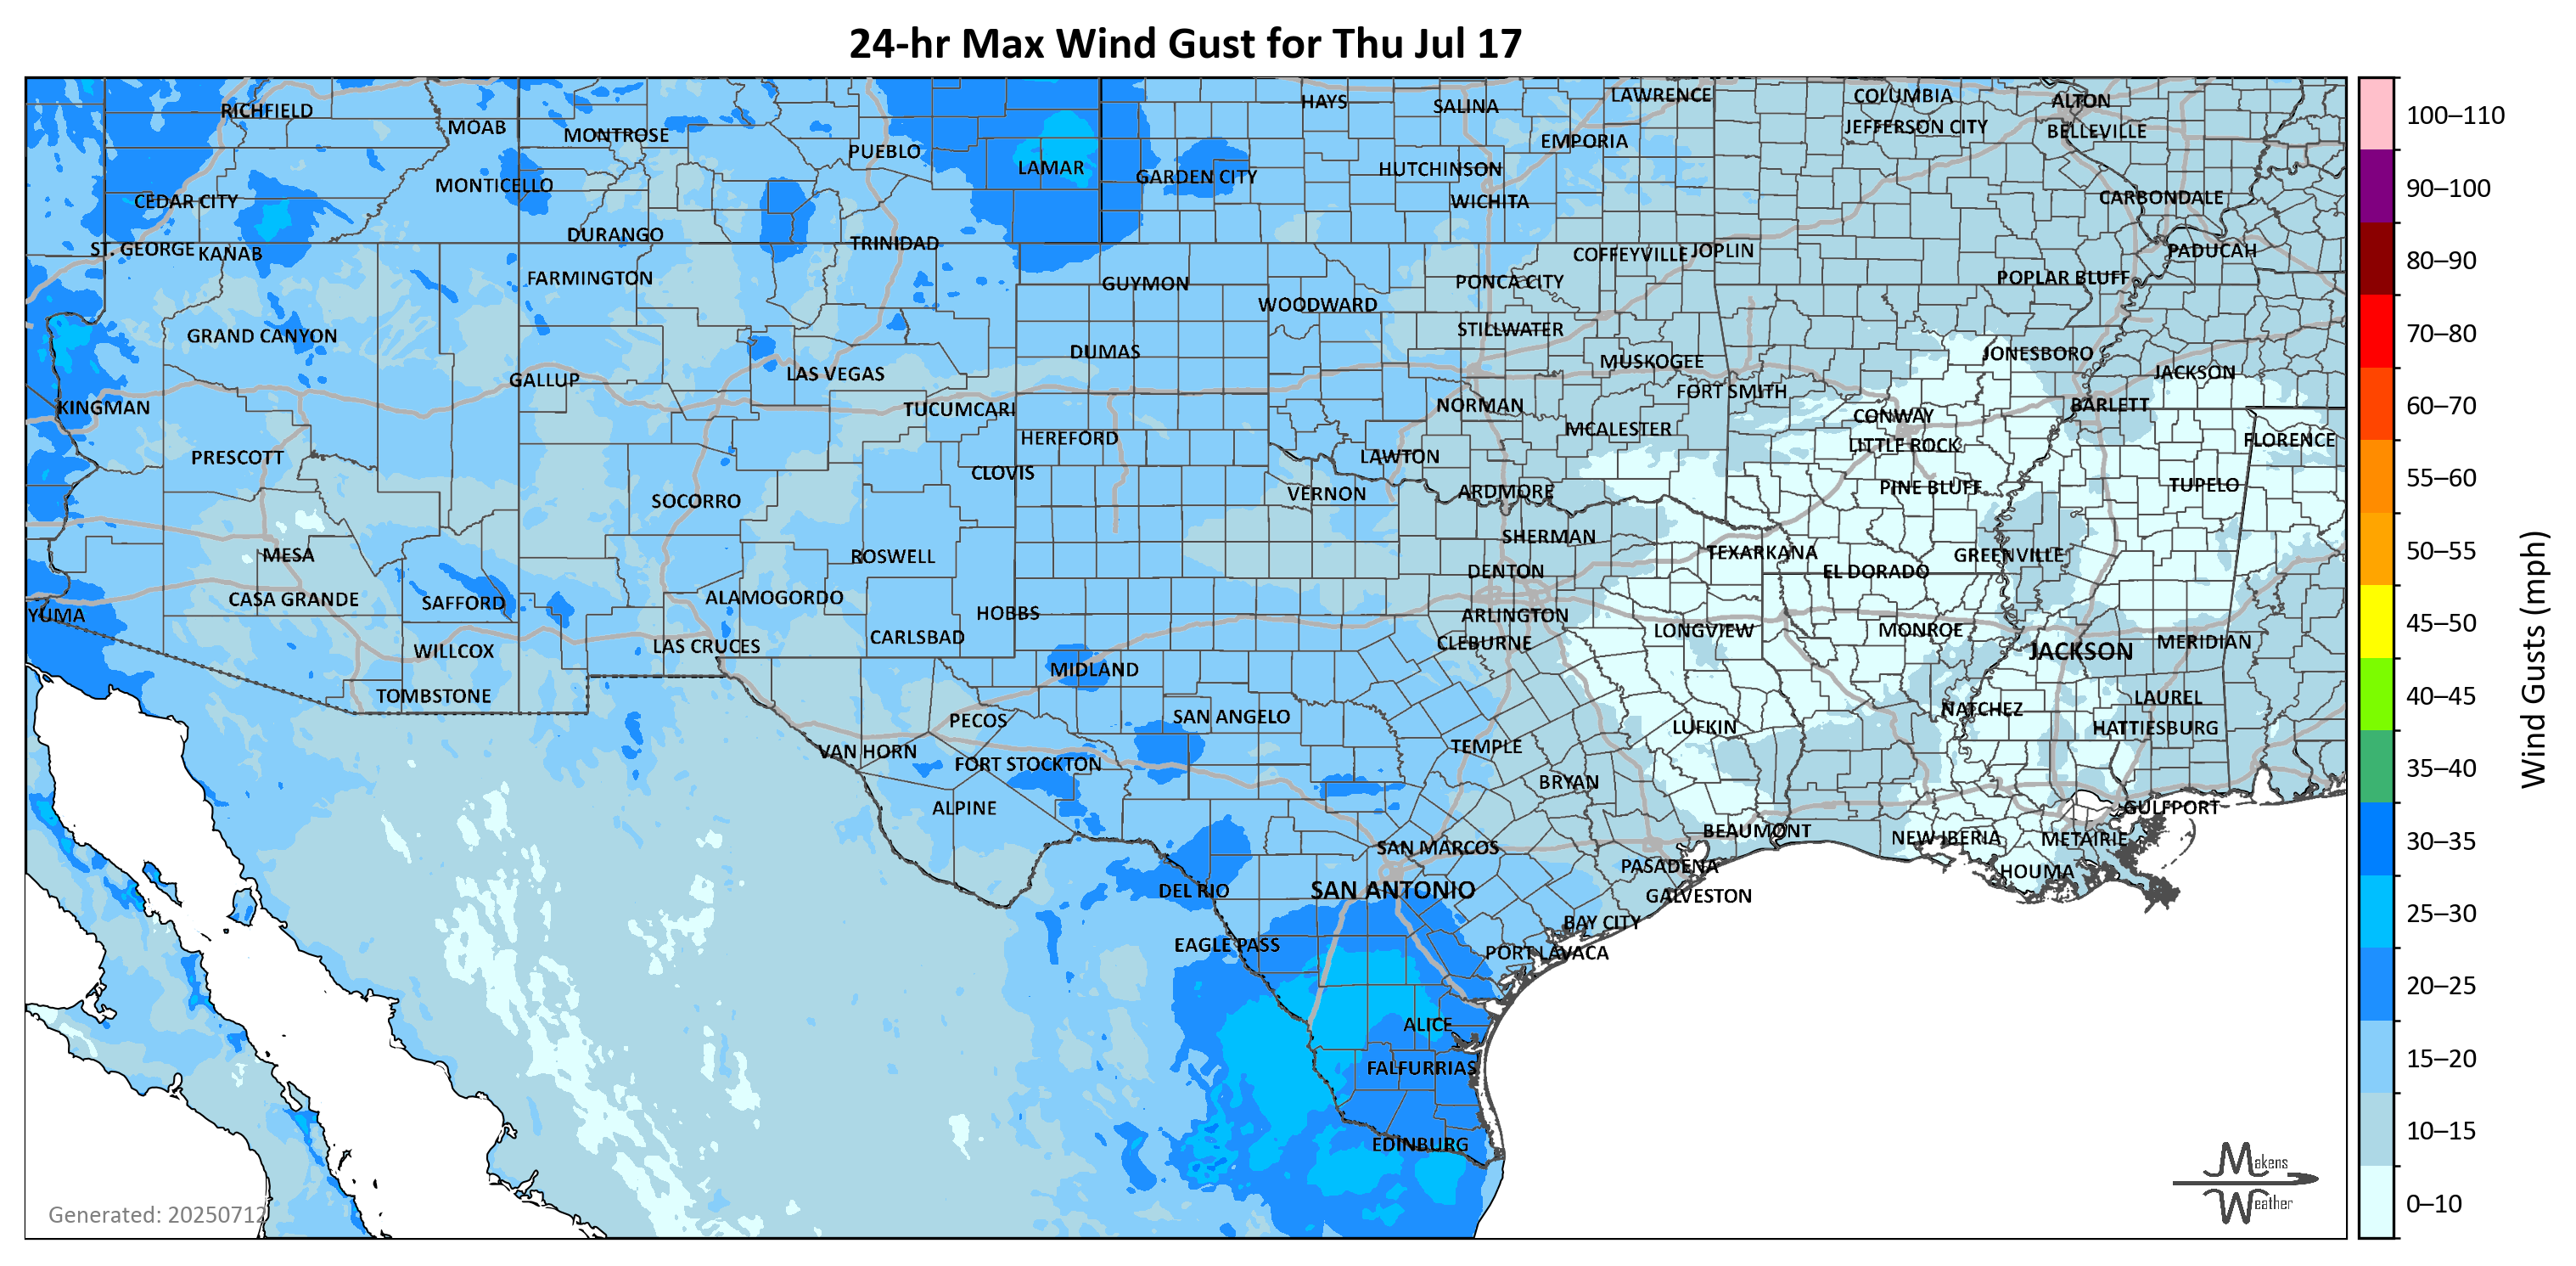 24-hr Max Wind Gust for Thu Jul 17
RICHFIELD
MOAB
MONTROSE
PUEBLO
LAMAR
HAYS
SALINA
LAWRENCE
COLUMBIA
ALTON
JEFFERSON CITY
BELLEVILLE
EMPORIA
HUTCHINSON
GARDEN CITY
MONTICELLO
CEDAR CITY
WICHITA
CARBONDALE
DURANGO
TRINIDAD
ST. GEORGE
KANAB
COFFEYVILLE
JOPLIN
PADUCAH
FARMINGTON
GUYMON
PONCA CITY
POPLAR BLUFF
WOODWARD
GRAND CANYON
STILLWATER
DUMAS
JONESBORO
MUSKOGEE
LAS VEGAS
JACKSON
GALLUP
FORT SMITH
KINGMAN
TUCUMCARI
NORMAN
BARLETT
CONWAY
HEREFORD
MCALESTER
FLORENCE
LITTLE ROCK
PRESCOTT
LAWTON
CLOVIS
PINE BLUFF
TUPELO
SOCORRO
VERNON
ARDMORE
SHERMAN
MESA
ROSWELL
TEXARKANA
GREENVILLE
DENTON
EL DORADO
CASA GRANDE
SAFFORD
ALAMOGORDO
HOBBS
YUMA
ARLINGTON
CARLSBAD
CLEBURNE
LONGVIEW
MONROE
MERIDIAN
WILLCOX
LAS CRUCES
JACKSON
MIDLAND
TOMBSTONE
LAUREL
NATCHEZ
PECOS
SAN ANGELO
LUFKIN
HATTIESBURG
VAN HORN
TEMPLE
FORT STOCKTON
BRYAN
ALPINE
GULFPORT
BEAUMONT
NEW IBERIA
METAIRIE
SAN MARCOS
PASADENA
HOUMA
DEL RIO
SAN ANTONIO
GALVESTON
BAY CITY
EAGLE PASS
PORT LAVACA
ALICE
FALFURRIAS
EDINBURG
Generated: 20250712
Makens
Weather
100–110
90–100
80–90
70–80
60–70
55–60
50–55
45–50
40–45
35–40
30–35
25–30
20–25
15–20
10–15
0–10
Wind Gusts (mph)